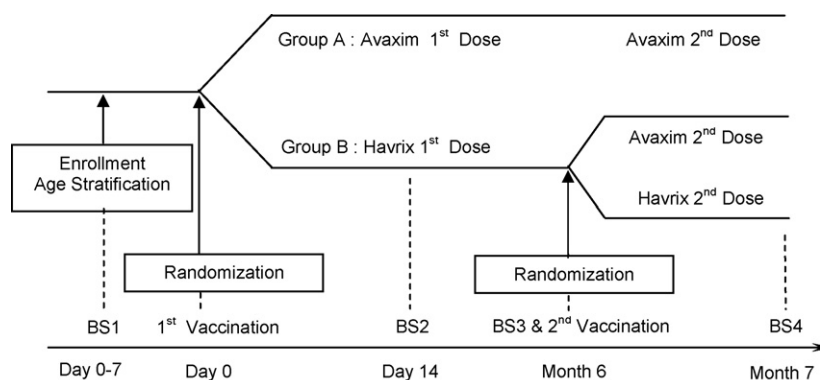 Group A : Avaxim 1st Dose
Avaxim 2nd Dose
Group B : Havrix 1st Dose
Avaxim 2nd Dose
Havrix 2nd Dose
Enrollment
Age Stratification
Randomization
Randomization
BS1
1st Vaccination
BS2
BS3 & 2nd Vaccination
BS4
Day 0-7
Day 0
Day 14
Month 6
Month 7